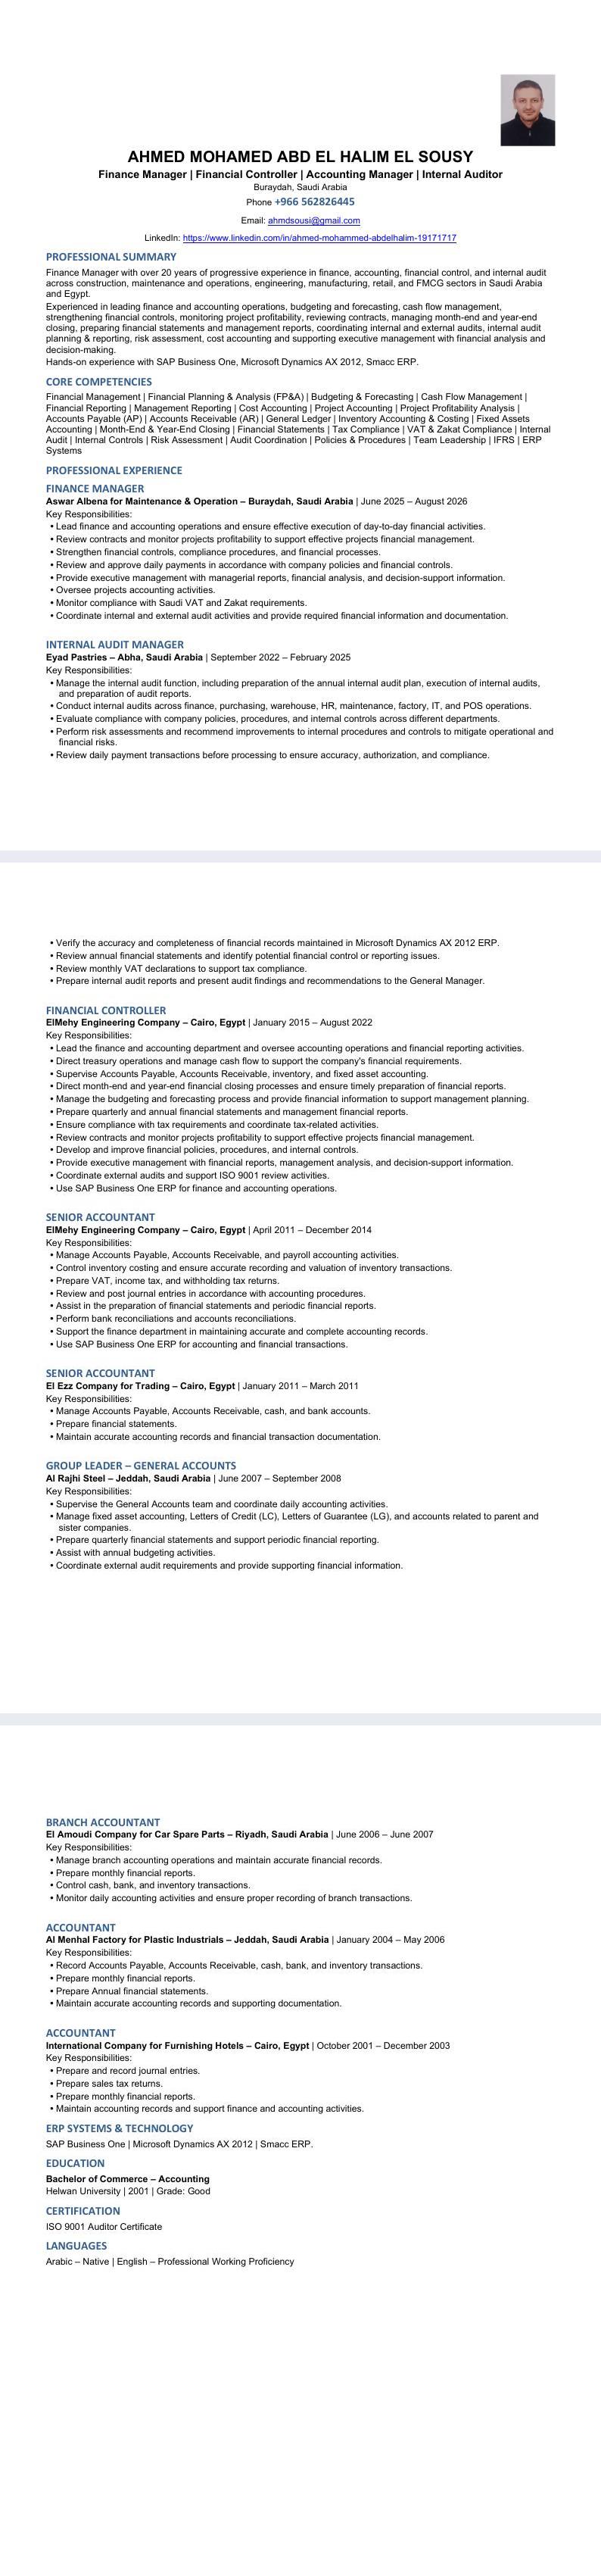 AHMED MOHAMED ABD EL HALIM EL SOUSY
Finance Manager | Financial Controller | Accounting Manager | Internal Auditor
Buraydah, Saudi Arabia
Phone +966 562826445
Email: ahmdsousi@gmail.com
LinkedIn: https://www.linkedin.com/in/ahmed-mohammed-abdelhalim-19171717
PROFESSIONAL SUMMARY
Finance Manager with over 20 years of progressive experience in finance, accounting, financial control, and internal audit
across construction, maintenance and operations, engineering, manufacturing, retail, and FMCG sectors in Saudi Arabia
and Egypt.
Experienced in leading finance and accounting operations, budgeting and forecasting, cash flow management,
strengthening financial controls, monitoring project profitability, reviewing contracts, managing month-end and year-end
closing, preparing financial statements and management reports, coordinating internal and external audits, internal audit
planning & reporting, risk assessment, cost accounting and supporting executive management with financial analysis and
decision-making.
Hands-on experience with SAP Business One, Microsoft Dynamics AX 2012, Smacc ERP.
CORE COMPETENCIES
Financial Management | Financial Planning & Analysis (FP&A) | Budgeting & Forecasting | Cash Flow Management |
Financial Reporting | Management Reporting | Cost Accounting | Project Accounting | Project Profitability Analysis |
Accounts Payable (AP) | Accounts Receivable (AR) | General Ledger | Inventory Accounting & Costing | Fixed Assets
Accounting | Month-End & Year-End Closing | Financial Statements | Tax Compliance | VAT & Zakat Compliance | Internal
Audit | Internal Controls | Risk Assessment | Audit Coordination | Policies & Procedures | Team Leadership | IFRS | ERP
Systems
PROFESSIONAL EXPERIENCE
FINANCE MANAGER
Aswar Albena for Maintenance & Operation – Buraydah, Saudi Arabia | June 2025 – August 2026
Key Responsibilities:
• Lead finance and accounting operations and ensure effective execution of day-to-day financial activities.
• Review contracts and monitor projects profitability to support effective projects financial management.
• Strengthen financial controls, compliance procedures, and financial processes.
• Review and approve daily payments in accordance with company policies and financial controls.
• Provide executive management with managerial reports, financial analysis, and decision-support information.
• Oversee projects accounting activities.
• Monitor compliance with Saudi VAT and Zakat requirements.
• Coordinate internal and external audit activities and provide required financial information and documentation.
INTERNAL AUDIT MANAGER
Eyad Pastries – Abha, Saudi Arabia | September 2022 – February 2025
Key Responsibilities:
• Manage the internal audit function, including preparation of the annual internal audit plan, execution of internal audits,
and preparation of audit reports.
• Conduct internal audits across finance, purchasing, warehouse, HR, maintenance, factory, IT, and POS operations.
• Evaluate compliance with company policies, procedures, and internal controls across different departments.
• Perform risk assessments and recommend improvements to internal procedures and controls to mitigate operational and
financial risks.
• Review daily payment transactions before processing to ensure accuracy, authorization, and compliance.
• Verify the accuracy and completeness of financial records maintained in Microsoft Dynamics AX 2012 ERP.
• Review annual financial statements and identify potential financial control or reporting issues.
• Review monthly VAT declarations to support tax compliance.
• Prepare internal audit reports and present audit findings and recommendations to the General Manager.
FINANCIAL CONTROLLER
ElMehy Engineering Company – Cairo, Egypt | January 2015 – August 2022
Key Responsibilities:
• Lead the finance and accounting department and oversee accounting operations and financial reporting activities.
• Direct treasury operations and manage cash flow to support the company's financial requirements.
• Supervise Accounts Payable, Accounts Receivable, inventory, and fixed asset accounting.
• Direct month-end and year-end financial closing processes and ensure timely preparation of financial reports.
• Manage the budgeting and forecasting process and provide financial information to support management planning.
• Prepare quarterly and annual financial statements and management financial reports.
• Ensure compliance with tax requirements and coordinate tax-related activities.
• Review contracts and monitor projects profitability to support effective projects financial management.
• Develop and improve financial policies, procedures, and internal controls.
• Provide executive management with financial reports, management analysis, and decision-support information.
• Coordinate external audits and support ISO 9001 review activities.
• Use SAP Business One ERP for finance and accounting operations.
SENIOR ACCOUNTANT
ElMehy Engineering Company – Cairo, Egypt | April 2011 – December 2014
Key Responsibilities:
• Manage Accounts Payable, Accounts Receivable, and payroll accounting activities.
• Control inventory costing and ensure accurate recording and valuation of inventory transactions.
• Prepare VAT, income tax, and withholding tax returns.
• Review and post journal entries in accordance with accounting procedures.
• Assist in the preparation of financial statements and periodic financial reports.
• Perform bank reconciliations and accounts reconciliations.
• Support the finance department in maintaining accurate and complete accounting records.
• Use SAP Business One ERP for accounting and financial transactions.
SENIOR ACCOUNTANT
El Ezz Company for Trading – Cairo, Egypt | January 2011 – March 2011
Key Responsibilities:
• Manage Accounts Payable, Accounts Receivable, cash, and bank accounts.
• Prepare financial statements.
• Maintain accurate accounting records and financial transaction documentation.
GROUP LEADER – GENERAL ACCOUNTS
Al Rajhi Steel – Jeddah, Saudi Arabia | June 2007 – September 2008
Key Responsibilities:
• Supervise the General Accounts team and coordinate daily accounting activities.
• Manage fixed asset accounting, Letters of Credit (LC), Letters of Guarantee (LG), and accounts related to parent and
sister companies.
• Prepare quarterly financial statements and support periodic financial reporting.
• Assist with annual budgeting activities.
• Coordinate external audit requirements and provide supporting financial information.
BRANCH ACCOUNTANT
El Amoudi Company for Car Spare Parts – Riyadh, Saudi Arabia | June 2006 – June 2007
Key Responsibilities:
• Manage branch accounting operations and maintain accurate financial records.
• Prepare monthly financial reports.
• Control cash, bank, and inventory transactions.
• Monitor daily accounting activities and ensure proper recording of branch transactions.
ACCOUNTANT
Al Menhal Factory for Plastic Industrials – Jeddah, Saudi Arabia | January 2004 – May 2006
Key Responsibilities:
• Record Accounts Payable, Accounts Receivable, cash, bank, and inventory transactions.
• Prepare monthly financial reports.
• Prepare Annual financial statements.
• Maintain accurate accounting records and supporting documentation.
ACCOUNTANT
International Company for Furnishing Hotels – Cairo, Egypt | October 2001 – December 2003
Key Responsibilities:
• Prepare and record journal entries.
• Prepare sales tax returns.
• Prepare monthly financial reports.
• Maintain accounting records and support finance and accounting activities.
ERP SYSTEMS & TECHNOLOGY
SAP Business One | Microsoft Dynamics AX 2012 | Smacc ERP.
EDUCATION
Bachelor of Commerce – Accounting
Helwan University | 2001 | Grade: Good
CERTIFICATION
ISO 9001 Auditor Certificate
LANGUAGES
Arabic – Native | English – Professional Working Proficiency